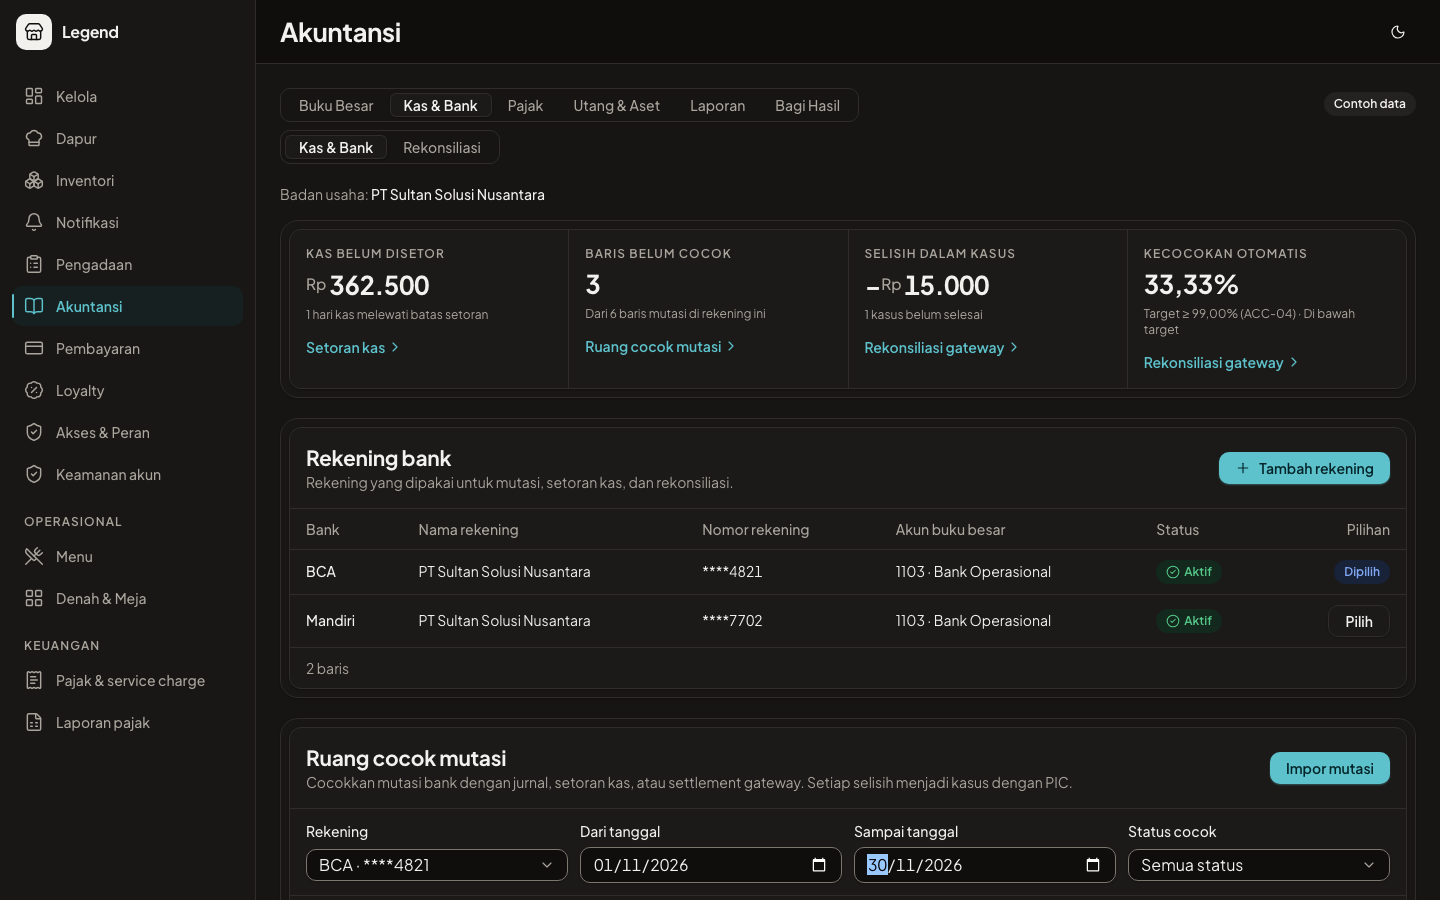 Legend
Akuntansi
Kelola
Dapur
Inventori
Notifikasi
Pengadaan
Akuntansi
Pembayaran
Loyalty
Akses & Peran
Keamanan akun
OPERASIONAL
Menu
Denah & Meja
KEUANGAN
Pajak & service charge
Laporan pajak
Buku Besar Kas & Bank Pajak Utang & Aset Laporan Bagi Hasil
Contoh data
Kas & Bank Rekonsiliasi
Badan usaha: PT Sultan Solusi Nusantara
KAS BELUM DISETOR
Rp 362.500
1 hari kas melewati batas setoran
Setoran kas
BARIS BELUM COCOK
3
Dari 6 baris mutasi di rekening ini
Ruang cocok mutasi
SELISIH DALAM KASUS
−Rp 15.000
1 kasus belum selesai
Rekonsiliasi gateway
KECOCOKAN OTOMATIS
33,33%
Target ≥ 99,00% (ACC-04) · Di bawah
target
Rekonsiliasi gateway
Rekening bank
Rekening yang dipakai untuk mutasi, setoran kas, dan rekonsiliasi.
Tambah rekening
Bank Nama rekening Nomor rekening Akun buku besar Status Pilihan
BCA PT Sultan Solusi Nusantara ****4821 1103 · Bank Operasional Aktif Dipilih
Mandiri PT Sultan Solusi Nusantara ****7702 1103 · Bank Operasional Aktif Pilih
2 baris
Ruang cocok mutasi
Cocokkan mutasi bank dengan jurnal, setoran kas, atau settlement gateway. Setiap selisih menjadi kasus dengan PIC.
Impor mutasi
Rekening Dari tanggal Sampai tanggal Status cocok
BCA · ****4821 01/11/2026 30/11/2026 Semua status